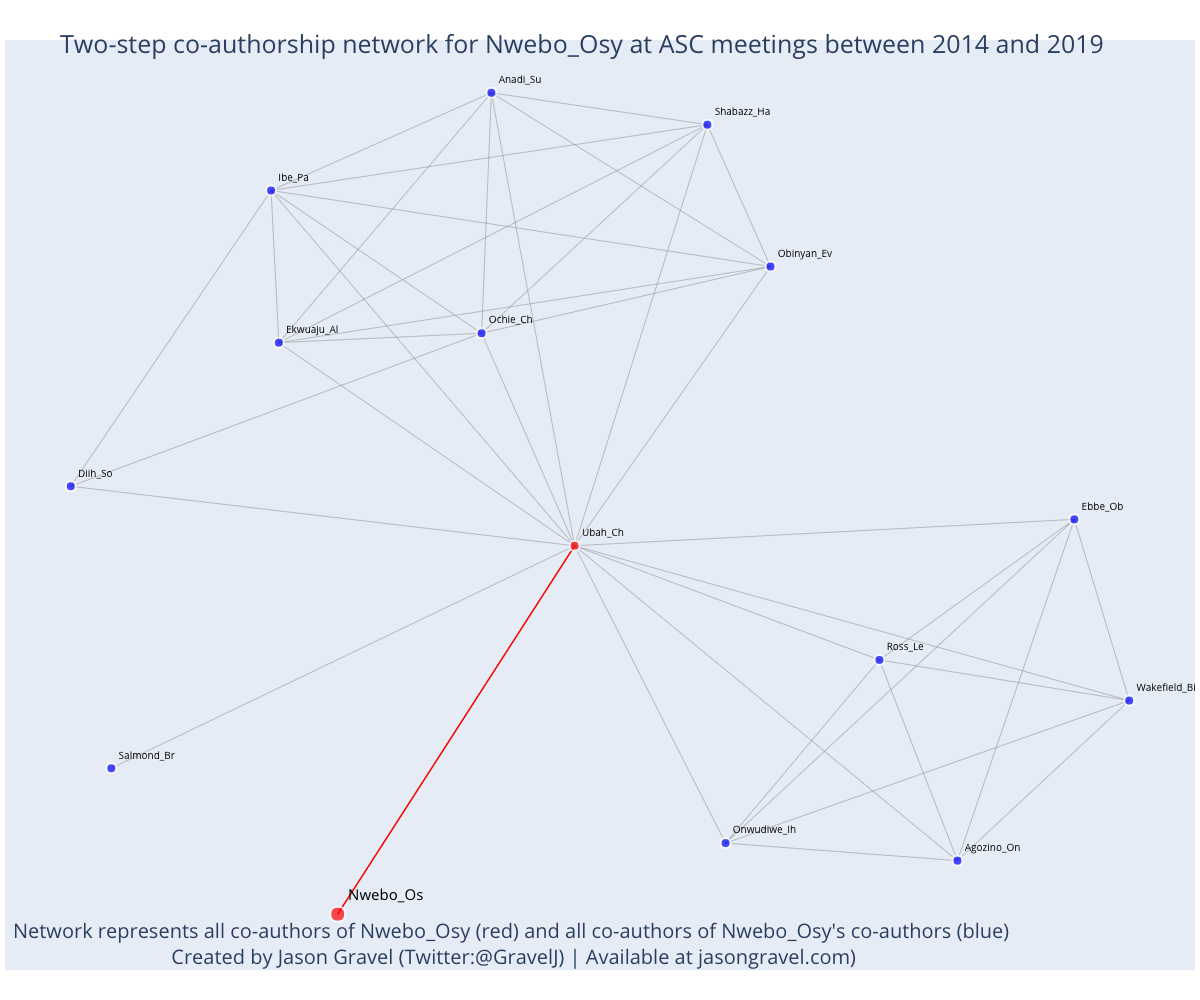 Two-step co-authorship network for Nwebo_Osy at ASC meetings between 2014 and 2019
Anadi_Su
Shabazz_Ha
Ibe_Pa
Obinyan_Ev
Ochie_Ch
Ekwuaju_Al
Diih_So
Ebbe_Ob
Ubah_Ch
Ross_Le
Wakefield_Bi
Salmond_Br
Onwudiwe_Ih
Agozino_On
Nwebo_Os
Network represents all co-authors of Nwebo_Osy (red) and all co-authors of Nwebo_Osy's co-authors (blue)
Created by Jason Gravel (Twitter:@GravelJ) | Available at jasongravel.com)